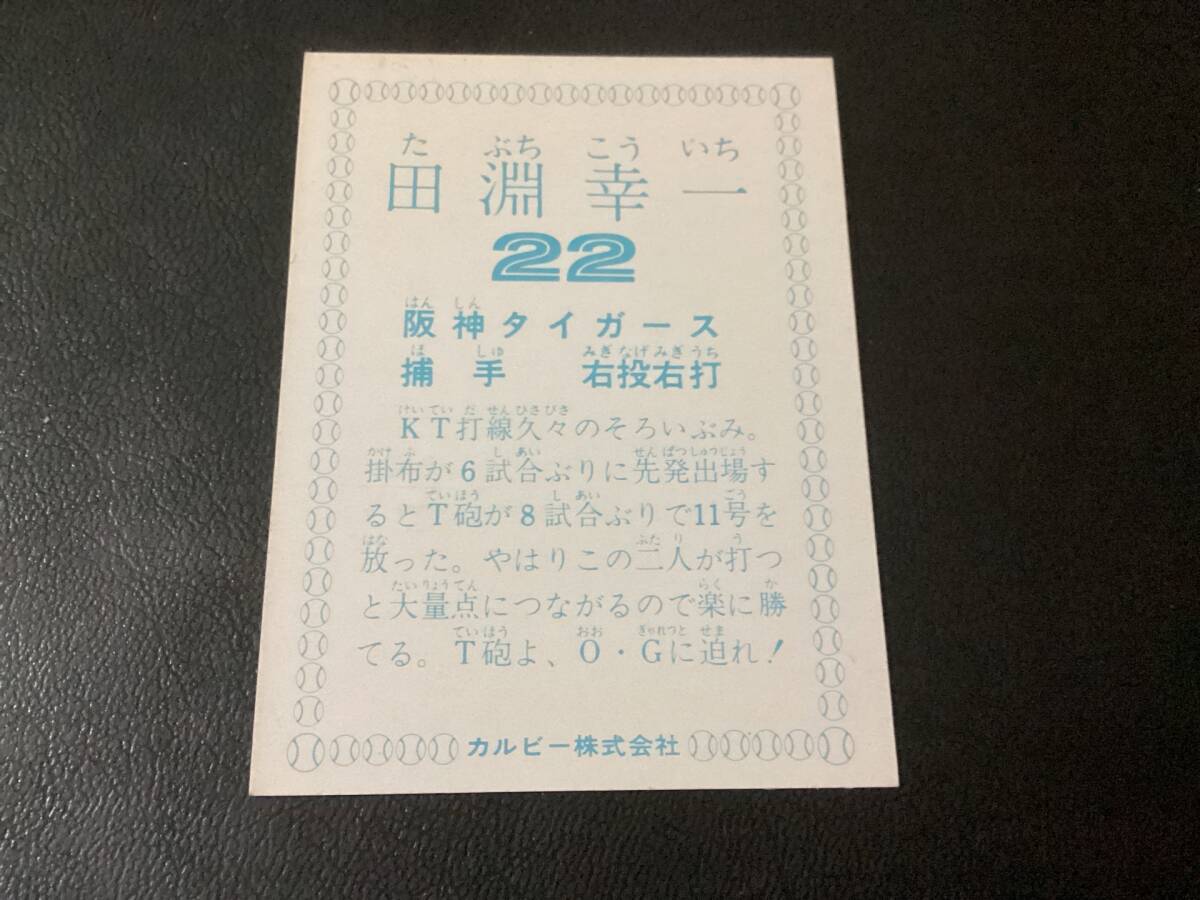 た ぶち こう いち
田淵幸一
22
はん しん
阪神タイガース
ほ しゅ みぎなげみぎうち
捕手 右投右打
けいてい だ せんひさびさ
KT打線久々のそろいぶみ。
かけ ふ し あい せんぱつしゅつじょう
掛布が6試合ぶりに先発出場す
ていほう し あい ごう
るとT砲が8試合ぶりで11号を
はな ふたり う
放った。やはりこの二人が打つ
たいりょうてん らく か
と大量点につながるので楽に勝
ていほう おお ぎゃれっと せま
てる。T砲よ、O・Gに迫れ!
カルビー株式会社